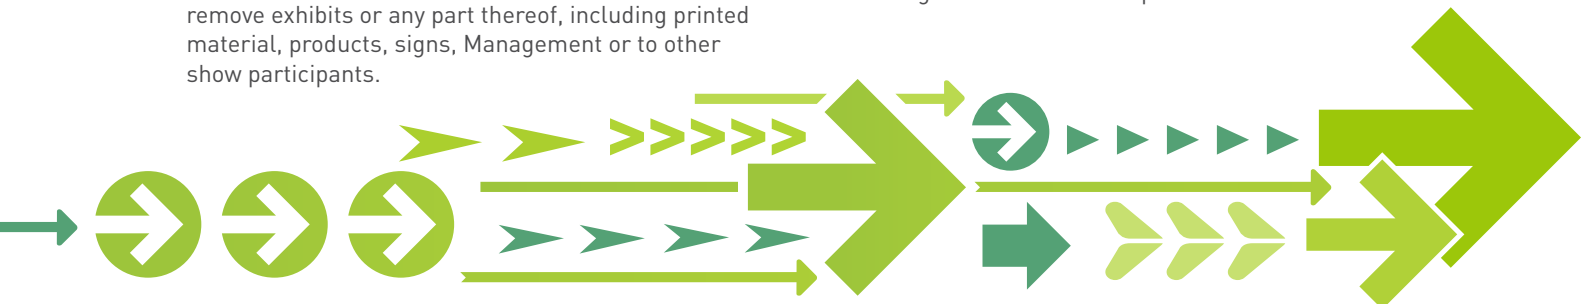 remove exhibits or any part thereof, including printed
material, products, signs, Management or to other
show participants.